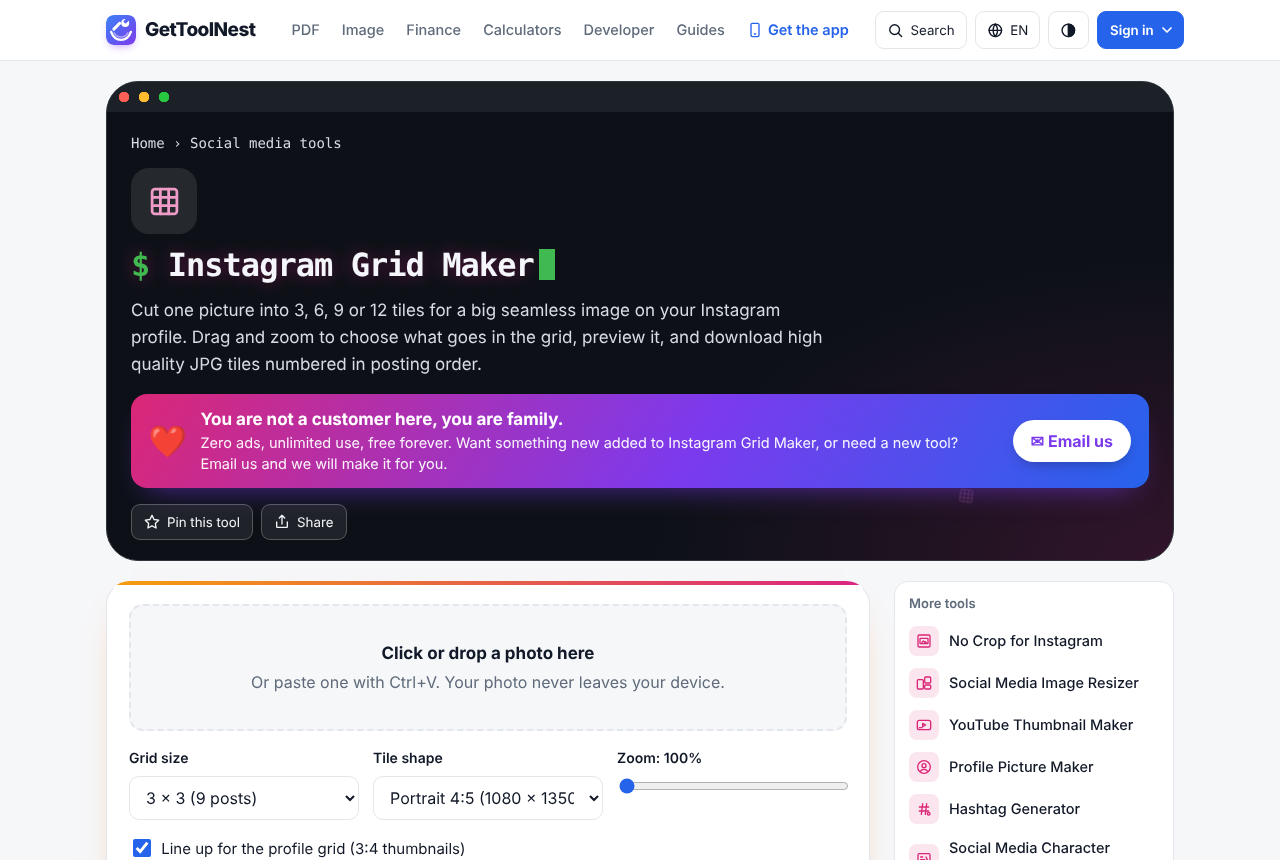 GetToolNest
PDF
Image
Finance
Calculators
Developer
Guides
Get the app
Search
EN
Sign in
Home › Social media tools
$ Instagram Grid Maker
Cut one picture into 3, 6, 9 or 12 tiles for a big seamless image on your Instagram
profile. Drag and zoom to choose what goes in the grid, preview it, and download high
quality JPG tiles numbered in posting order.
You are not a customer here, you are family.
Zero ads, unlimited use, free forever. Want something new added to Instagram Grid Maker, or need a new tool?
Email us and we will make it for you.
✉ Email us
Pin this tool
Share
Click or drop a photo here
Or paste one with Ctrl+V. Your photo never leaves your device.
Grid size
Tile shape
Zoom: 100%
3 × 3 (9 posts)
Portrait 4:5 (1080 × 1350
Line up for the profile grid (3:4 thumbnails)
More tools
No Crop for Instagram
Social Media Image Resizer
YouTube Thumbnail Maker
Profile Picture Maker
Hashtag Generator
Social Media Character